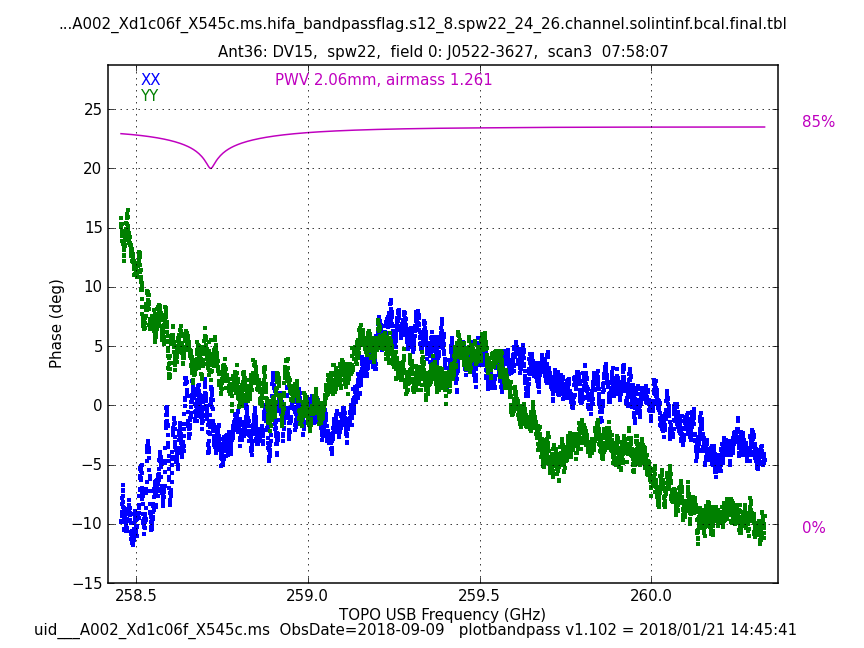 ...A002_Xd1c06f_X545c.ms.hifa_bandpassflag.s12_8.spw22_24_26.channel.solintinf.bcal.final.tbl
Ant36: DV15,  spw22,  field 0: J0522-3627,  scan3  07:58:07
XX
PWV 2.06mm, airmass 1.261
YY
25
85%
20
15
10
Phase (deg)
5
0
−5
−10
0%
−15
258.5
259.0
259.5
260.0
TOPO USB Frequency (GHz)
uid___A002_Xd1c06f_X545c.ms  ObsDate=2018-09-09   plotbandpass v1.102 = 2018/01/21 14:45:41